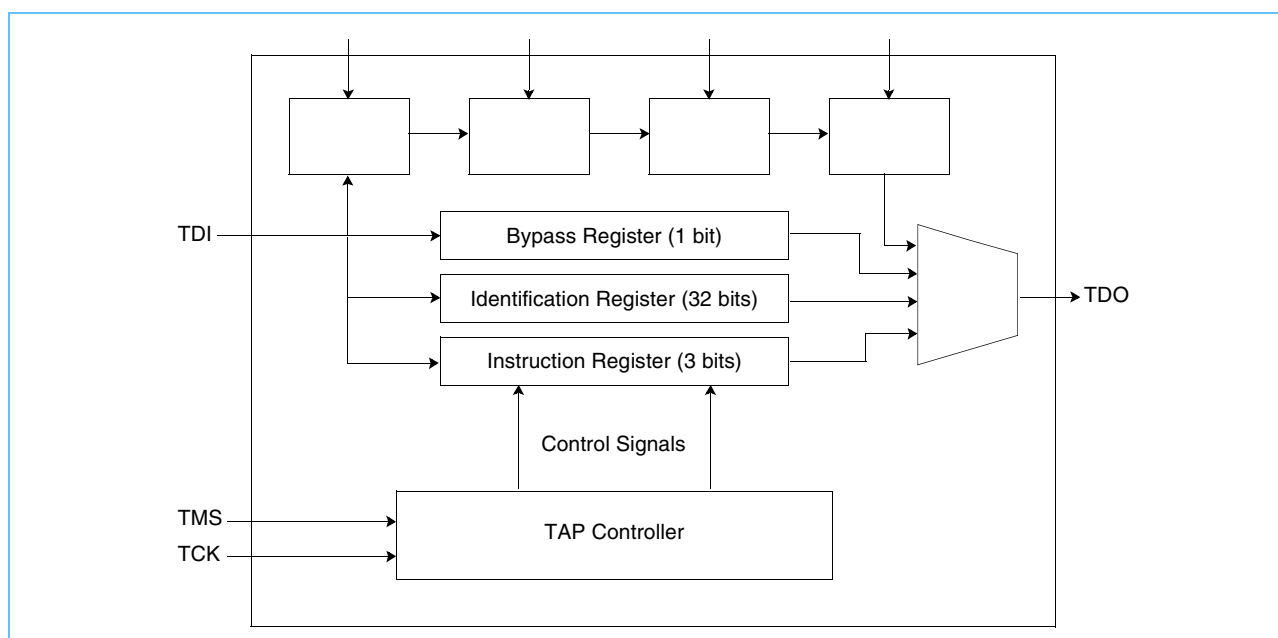 TDI
Bypass Register (1 bit)
Identification Register (32 bits)
TDO
Instruction Register (3 bits)
Control Signals
TMS
TAP Controller
TCK